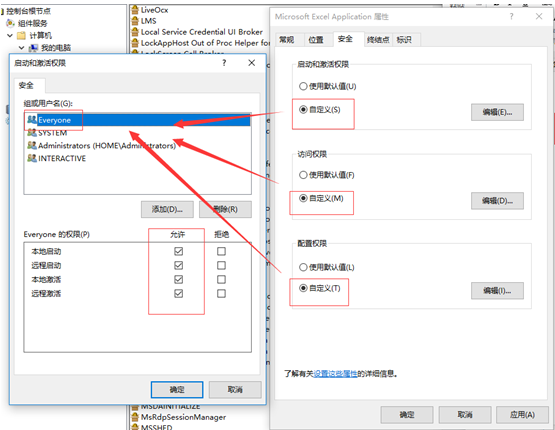 控制台根节点
组件服务
计算机
我的电脑
LiveOcx
LMS
Local Service Credential UI Broker
LockAppHost Out of Proc Helper for
启动和激活权限
安全
组或用户名(G):
Everyone
SYSTEM
Administrators (HOME\Administrators)
INTERACTIVE
添加(D)...
删除(R)
Everyone 的权限(P)
允许
拒绝
本地启动
远程启动
本地激活
远程激活
确定
取消
MSDAINITIALIZE
MsRdpSessionManager
MSSHED
Microsoft Excel Application 属性
常规
位置
安全
终结点
标识
启动和激活权限
使用默认值(U)
自定义(S)
编辑(E)...
访问权限
使用默认值(F)
自定义(M)
编辑(D)...
配置权限
使用默认值(L)
自定义(T)
编辑(I)...
了解有关设置这些属性的详细信息。
确定
取消
应用(A)